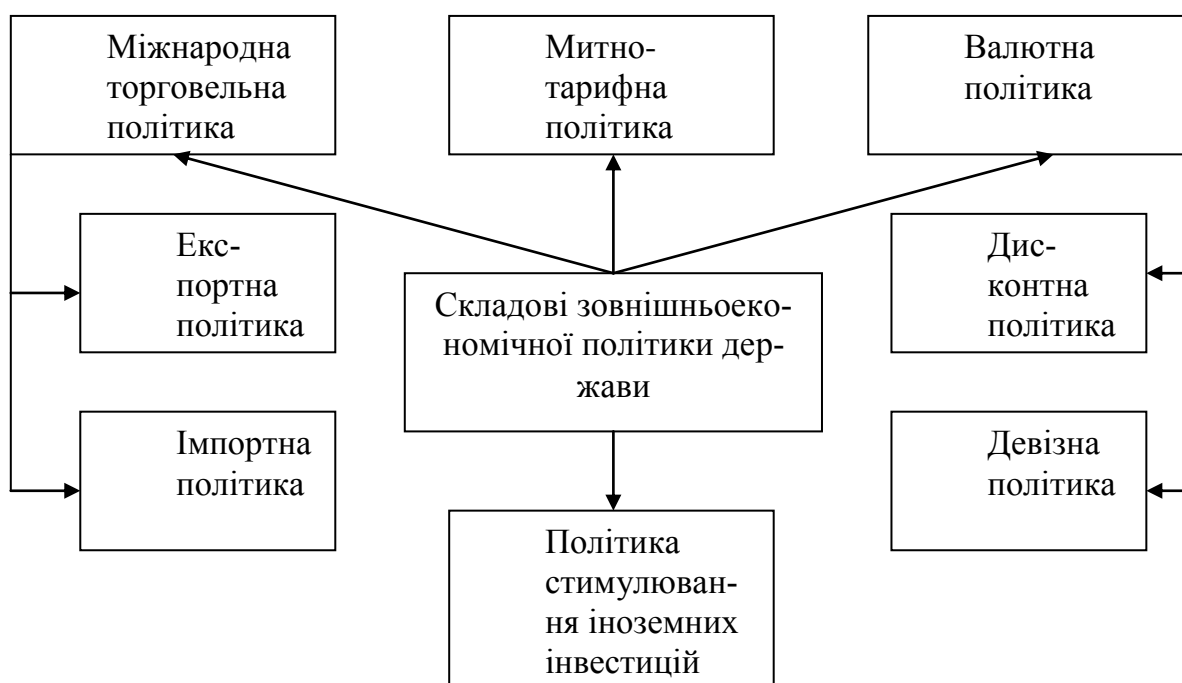 Міжнародна
торговельна
політика
Митно-
тарифна
політика
Валютна
політика
Екс-
портна
політика
Складові зовнішньоеко-
номічної політики дер-
жави
Дис-
контна
політика
Імпортна
політика
Девізна
політика
Політика
стимулюван-
ня іноземних
інвестицій